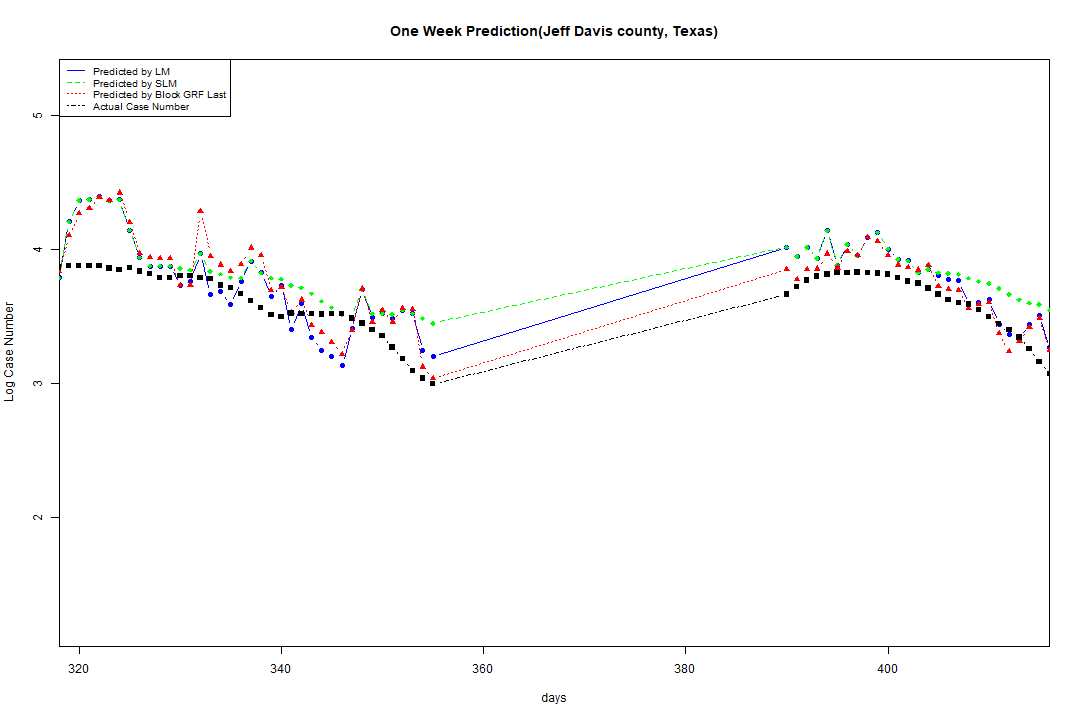 One Week Prediction(Jeff Davis county, Texas)
Predicted by LM
Predicted by SLM
Predicted by Block GRF Last
Actual Case Number
5
4
3
2
Log Case Number
320 340 360 380 400
days